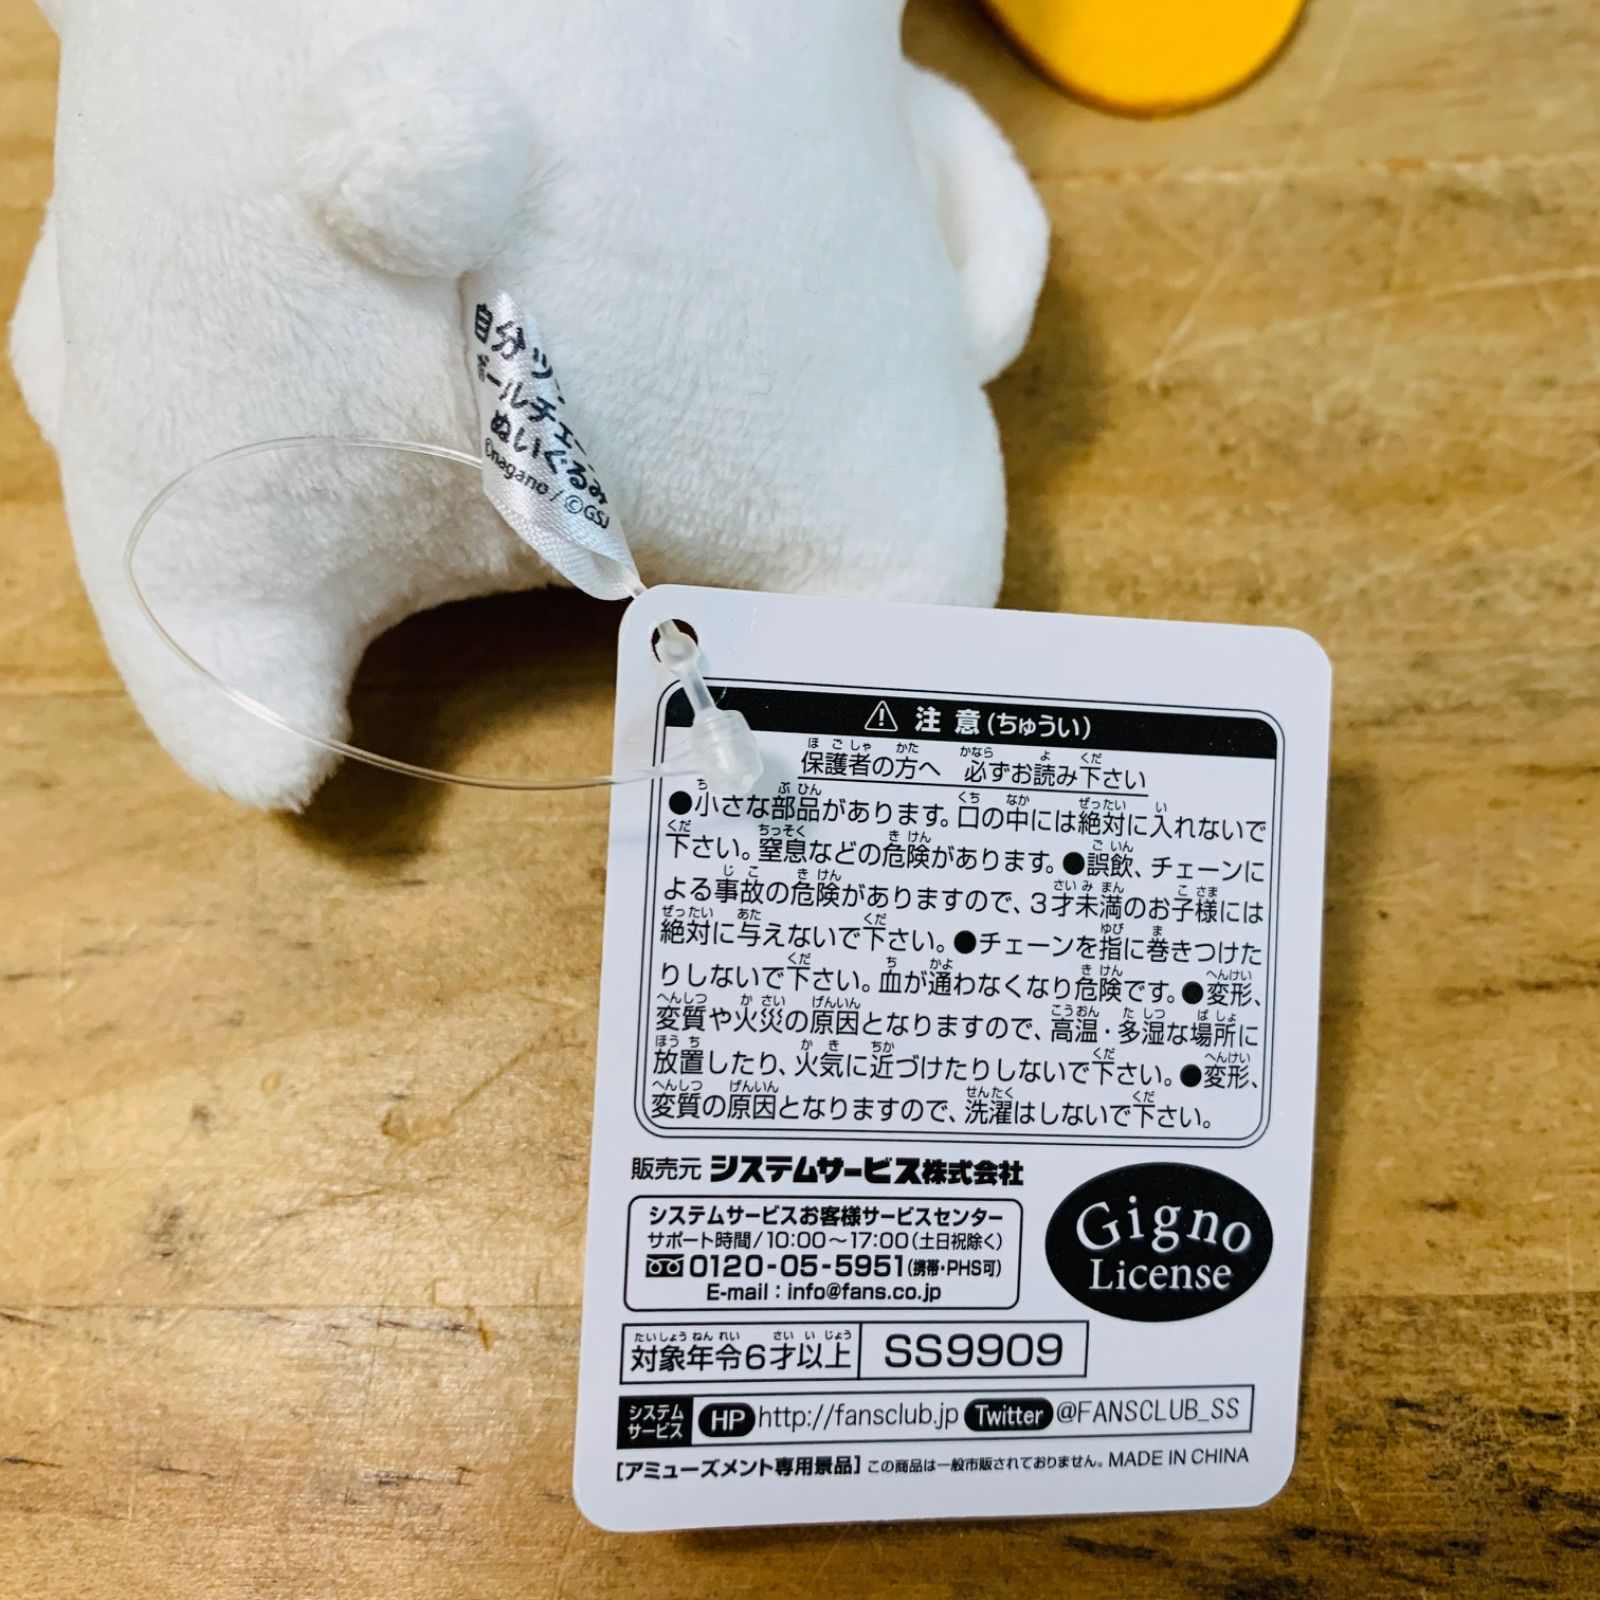 自分ツ
ボールチェー
ぬいぐるみ
©nagano / ©GSJ
⚠ 注意(ちゅうい)
保護者の方へ 必ずお読み下さい
●小さな部品があります。口の中には絶対に入れないで
下さい。窒息などの危険があります。●誤飲、チェーンに
よる事故の危険がありますので、3才未満のお子様には
絶対に与えないで下さい。●チェーンを指に巻きつけた
りしないで下さい。血が通わなくなり危険です。●変形、
変質や火災の原因となりますので、高温・多湿な場所に
放置したり、火気に近づけたりしないで下さい。●変形、
変質の原因となりますので、洗濯はしないで下さい。
販売元 システムサービス株式会社
システムサービスお客様サービスセンター
サポート時間/10:00～17:00(土日祝除く)
0120-05-5951(携帯・PHS可)
E-mail:info@fans.co.jp
Gigno
License
対象年令6才以上 SS9909
システム
サービス
HP http://fansclub.jp Twitter @FANSCLUB_SS
[アミューズメント専用景品] この商品は一般市販されておりません。MADE IN CHINA